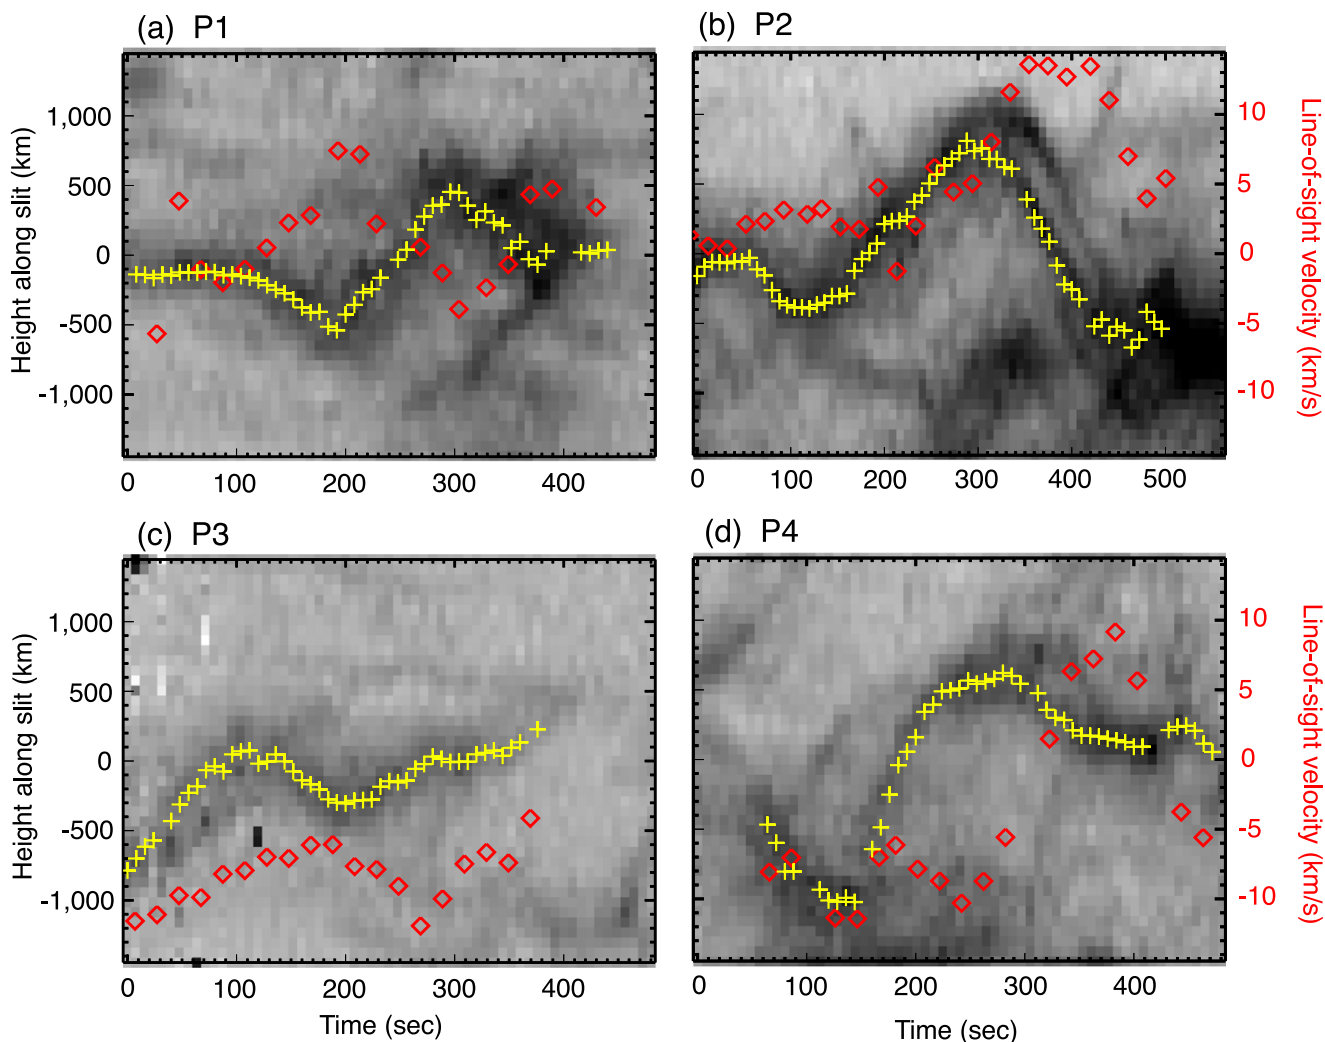 (a) P1
(b) P2
Height along slit (km)
1,000
500
0
-500
-1,000
0 100 200 300 400
10
5
0
-5
-10
Line-of-sight velocity (km/s)
0 100 200 300 400 500
(c) P3
(d) P4
Height along slit (km)
1,000
500
0
-500
-1,000
0 100 200 300 400
Time (sec)
10
5
0
-5
-10
Line-of-sight velocity (km/s)
0 100 200 300 400
Time (sec)